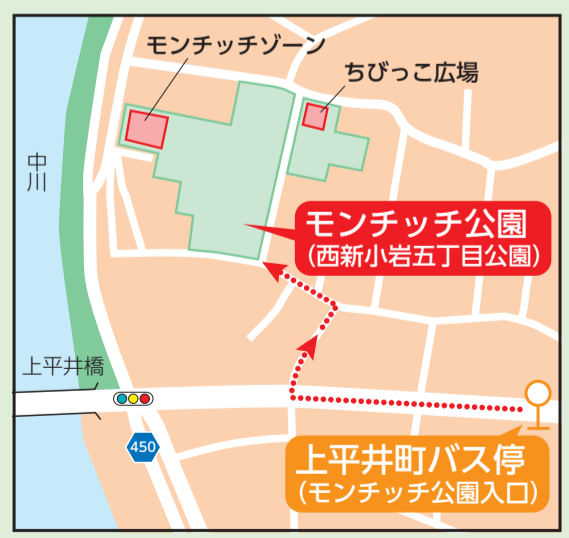 モンチッチゾーン
ちびっこ広場
中川
モンチッチ公園
(西新小岩五丁目公園)
上平井橋
450
上平井町バス停
(モンチッチ公園入口)